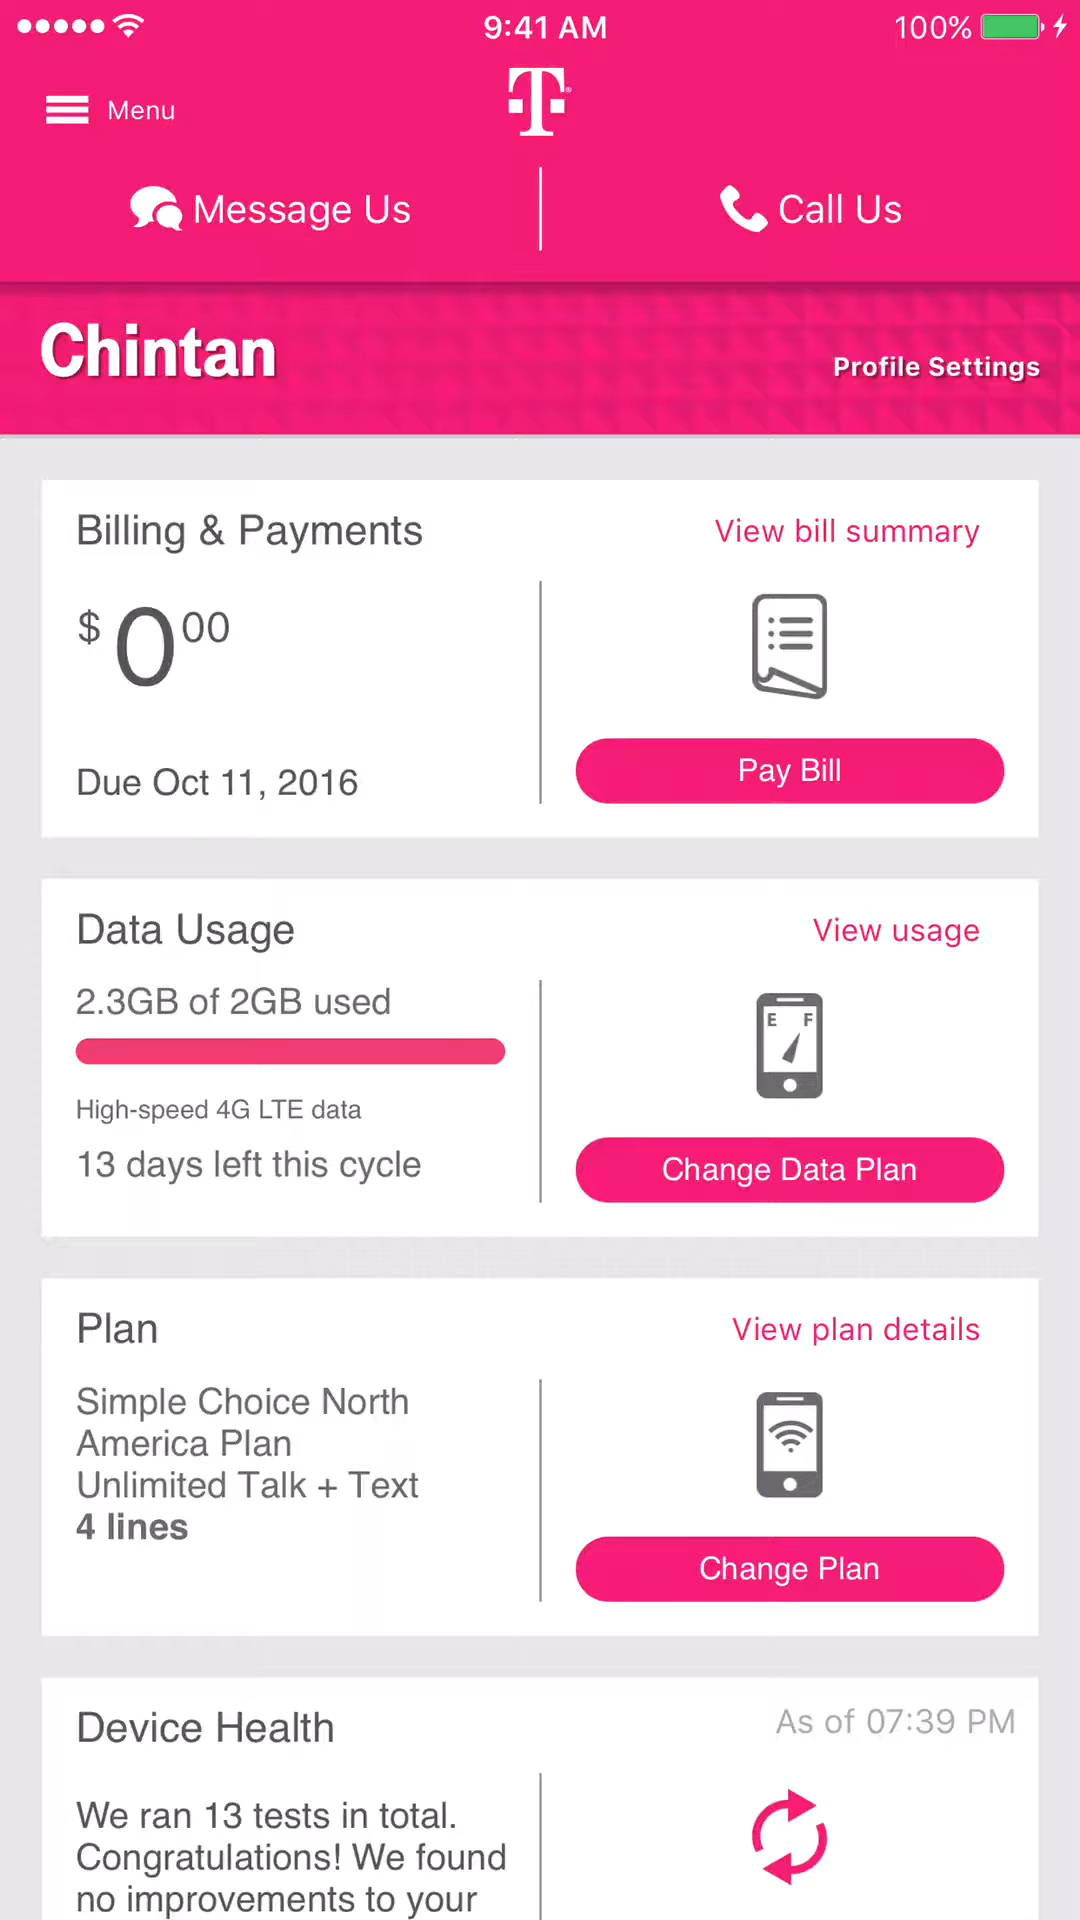 9:41 AM
100%
Menu
T
Message Us
Call Us
Chintan
Profile Settings
Billing & Payments
View bill summary
$0.00
Due Oct 11, 2016
Pay Bill
Data Usage
View usage
2.3GB of 2GB used
E F
High-speed 4G LTE data
13 days left this cycle
Change Data Plan
Plan
View plan details
Simple Choice North
America Plan
Unlimited Talk + Text
4 lines
Change Plan
Device Health
As of 07:39 PM
We ran 13 tests in total.
Congratulations! We found
no improvements to your